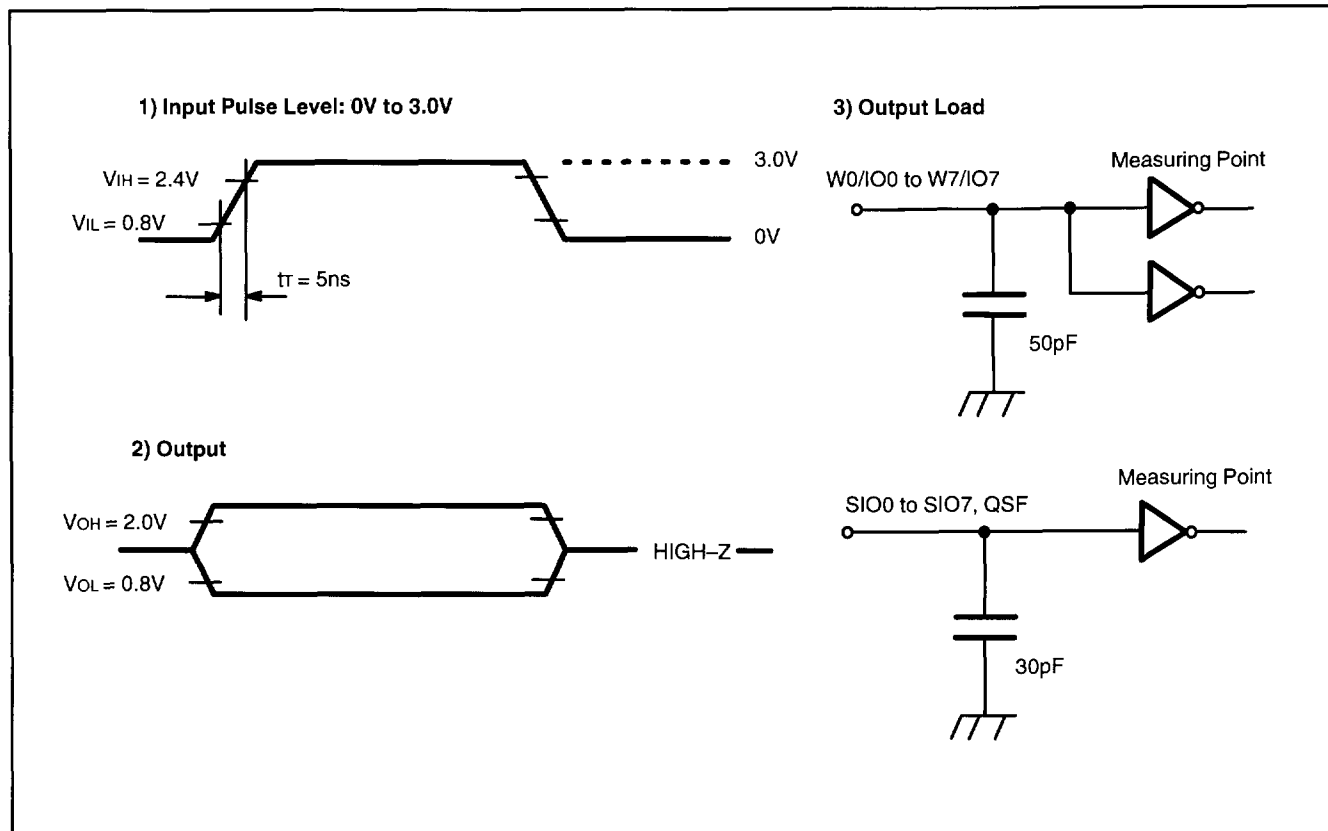 1) Input Pulse Level: 0V to 3.0V
3.0V
VIH = 2.4V
VIL = 0.8V
0V
tT = 5ns
2) Output
VOH = 2.0V
HIGH–Z
VOL = 0.8V
3) Output Load
Measuring Point
W0/IO0 to W7/IO7
50pF
Measuring Point
SIO0 to SIO7, QSF
30pF